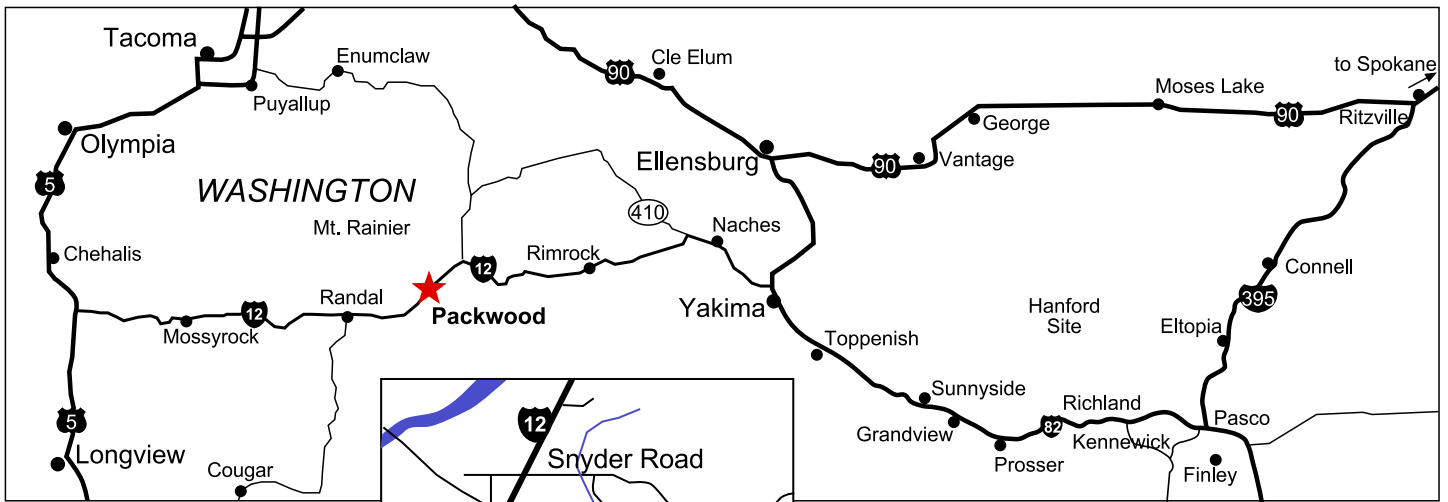 Tacoma
Enumclaw
Puyallup
Olympia
5
WASHINGTON
Mt. Rainier
Chehalis
90
Cle Elum
Ellensburg
90
Vantage
George
Moses Lake
90
to Spokane
Ritzville
410
Naches
Rimrock
12
Packwood
Randal
12
Mossyrock
Yakima
Toppenish
Hanford
Site
Connell
395
Eltopia
Sunnyside
Grandview
Prosser
82
Richland
Kennewick
Pasco
Finley
5
Longview
Cougar
12
Snyder Road